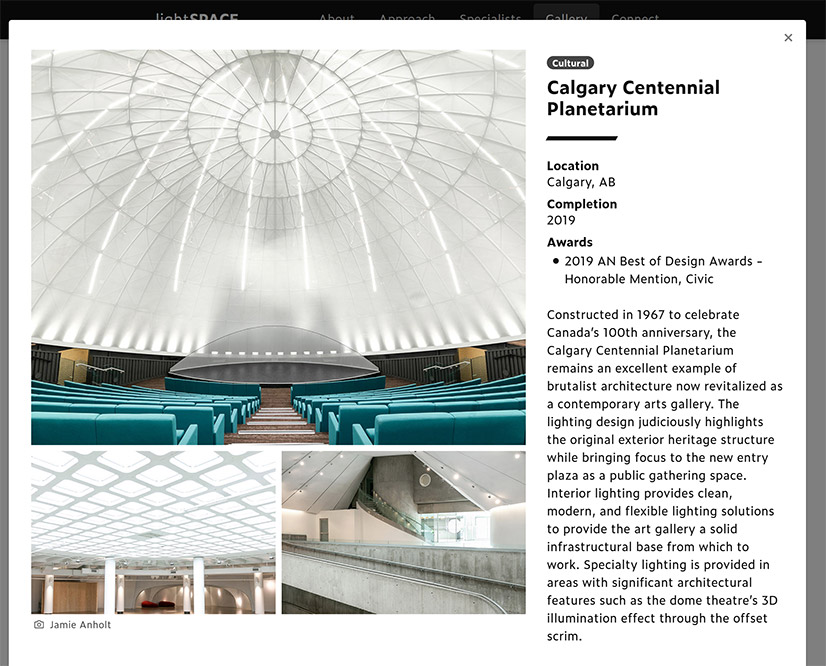 lightSPACE About Approach Specialists Gallery Connect
×
Cultural
Calgary Centennial
Planetarium
Location
Calgary, AB
Completion
2019
Awards
• 2019 AN Best of Design Awards –
Honorable Mention, Civic
Constructed in 1967 to celebrate
Canada's 100th anniversary, the
Calgary Centennial Planetarium
remains an excellent example of
brutalist architecture now revitalized as
a contemporary arts gallery. The
lighting design judiciously highlights
the original exterior heritage structure
while bringing focus to the new entry
plaza as a public gathering space.
Interior lighting provides clean,
modern, and flexible lighting solutions
to provide the art gallery a solid
infrastructural base from which to
work. Specialty lighting is provided in
areas with significant architectural
features such as the dome theatre's 3D
illumination effect through the offset
scrim.
Jamie Anholt